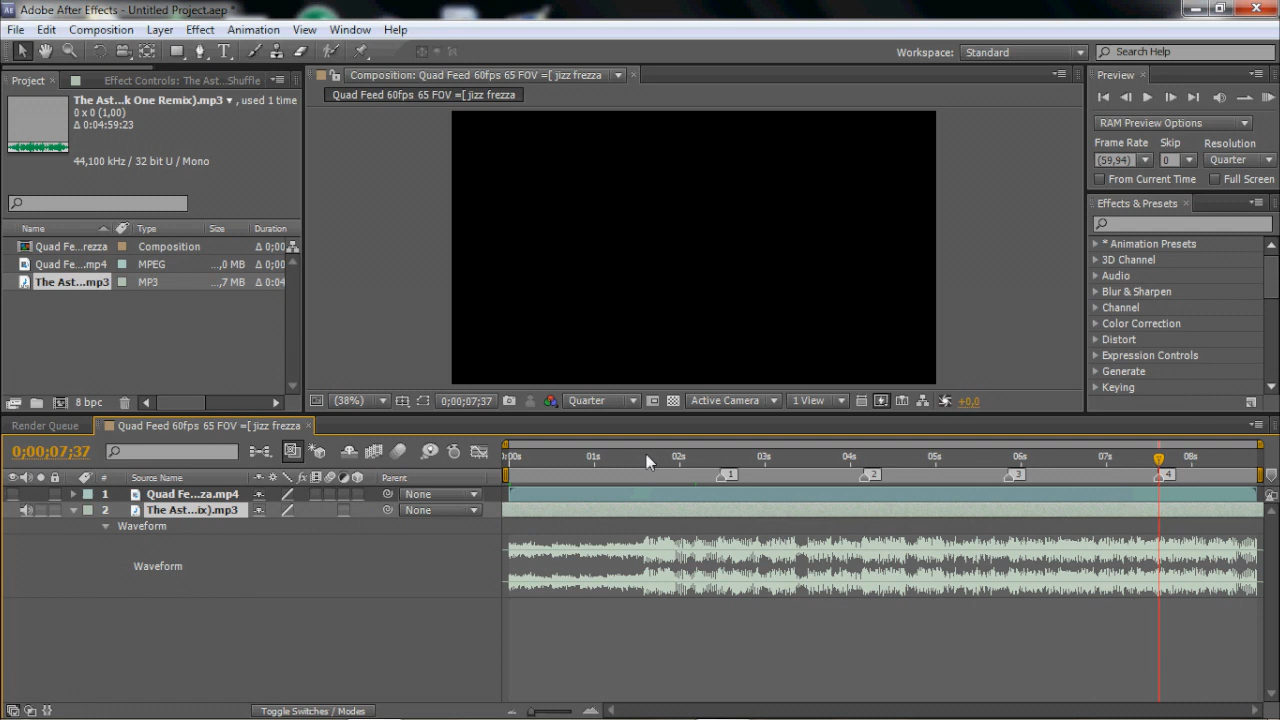 Adobe After Effects - Untitled Project.aep *
File Edit Composition Layer Effect Animation View Window Help
Workspace: Standard Search Help
Project Effect Controls: The Ast...Shuffle
The Ast...k One Remix).mp3 ▾ , used 1 time
0 x 0 (1,00)
Δ 0:04:59:23
44,100 kHz / 32 bit U / Mono
Name Type Size Duration
Quad Fe...rezza Composition Δ 0;00
Quad Fe....mp4 MPEG ...,0 MB Δ 0;00
The Ast...mp3 MP3 ...,7 MB Δ 0:04
8 bpc
Composition: Quad Feed 60fps 65 FOV =[ jizz frezza
Quad Feed 60fps 65 FOV =[ jizz frezza
(38%) 0;00;07;37 Quarter Active Camera 1 View +0,0
Preview
RAM Preview Options
Frame Rate Skip Resolution
(59,94) 0 Quarter
From Current Time Full Screen
Effects & Presets
* Animation Presets
3D Channel
Audio
Blur & Sharpen
Channel
Color Correction
Distort
Expression Controls
Generate
Keying
Render Queue Quad Feed 60fps 65 FOV =[ jizz frezza
0;00;07;37
:00s 01s 02s 03s 04s 05s 06s 07s 08s
1 2 3 4
# Source Name Parent
1 Quad Fe...za.mp4 None
2 The Ast...ix).mp3 None
Waveform
Waveform
Toggle Switches / Modes